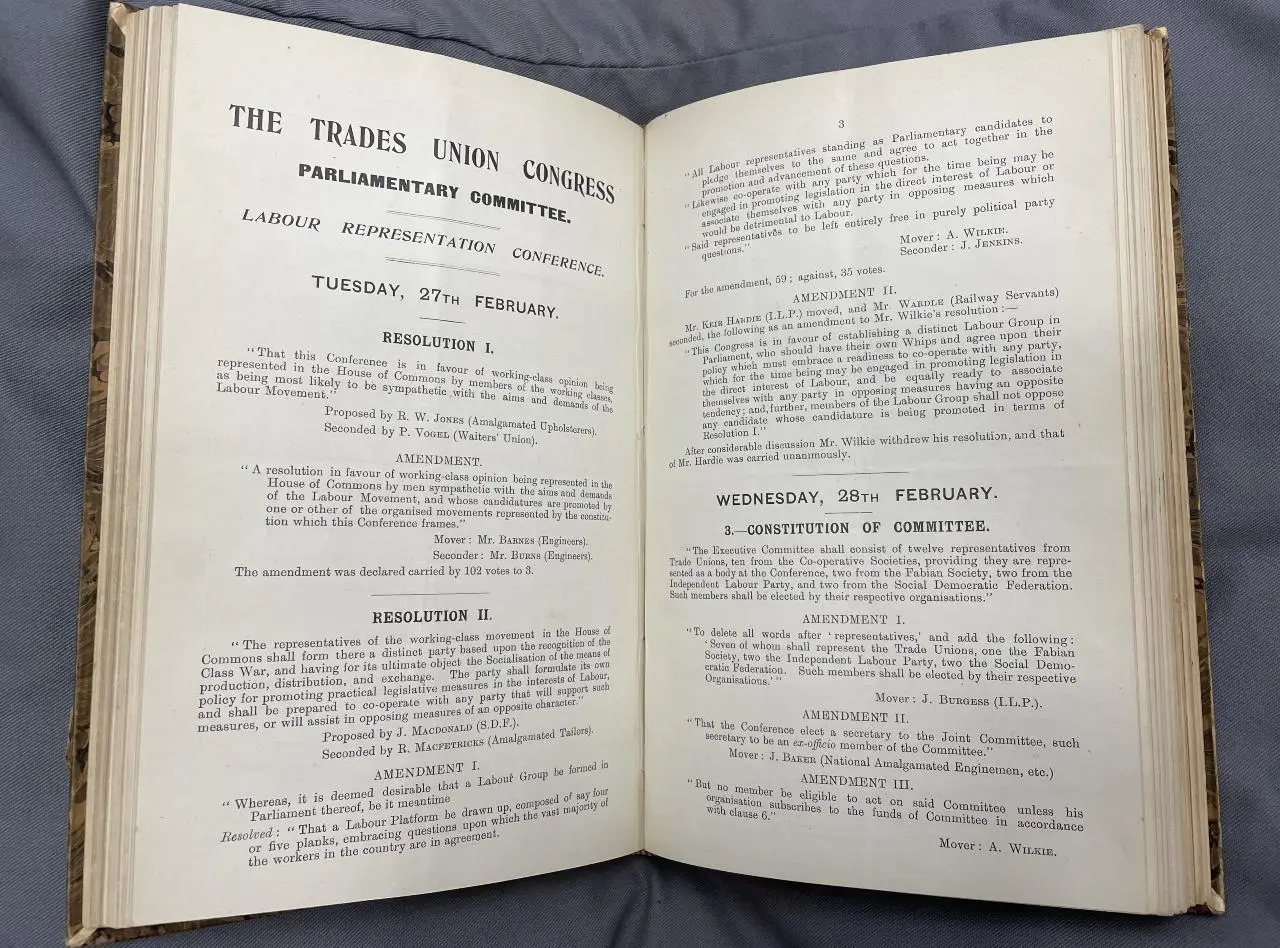 THE TRADES UNION CONGRESS
PARLIAMENTARY COMMITTEE.
LABOUR REPRESENTATION CONFERENCE.
TUESDAY, 27TH FEBRUARY.
RESOLUTION I.
"That this Conference is in favour of working-class opinion being
represented in the House of Commons by members of the working classes,
as being most likely to be sympathetic with the aims and demands of the
Labour Movement."
Proposed by R. W. JONES (Amalgamated Upholsterers).
Seconded by P. VOGEL (Waiters' Union).
AMENDMENT.
"A resolution in favour of working-class opinion being represented in the
House of Commons by men sympathetic with the aims and demands
of the Labour Movement, and whose candidatures are promoted by
one or other of the organised movements represented by the constitu-
tion which this Conference frames."
Mover: Mr. BARNES (Engineers).
Seconder: Mr. BURNS (Engineers).
The amendment was declared carried by 102 votes to 3.
RESOLUTION II.
"The representatives of the working-class movement in the House of
Commons shall form there a distinct party based upon the recognition of the
Class War, and having for its ultimate object the Socialisation of the means of
production, distribution, and exchange. The party shall formulate its own
policy for promoting practical legislative measures in the interests of Labour,
and shall be prepared to co-operate with any party that will support such
measures, or will assist in opposing measures of an opposite character."
Proposed by J. MACDONALD (S.D.F.).
Seconded by R. MACFETRICKS (Amalgamated Tailors).
AMENDMENT I.
"Whereas, it is deemed desirable that a Labour Group be formed in
Parliament thereof, be it meantime
Resolved: "That a Labour Platform be drawn up, composed of say four
or five planks, embracing questions upon which the vast majority of
the workers in the country are in agreement.
3
"All Labour representatives standing as Parliamentary candidates to
pledge themselves to the same and agree to act together in the
promotion and advancement of these questions.
"Likewise co-operate with any party which for the time being may be
engaged in promoting legislation in the direct interest of Labour or
associate themselves with any party in opposing measures which
would be detrimental to Labour.
"Said representatives to be left entirely free in purely political party
questions."
Mover: A. WILKIE.
Seconder: J. JENKINS.
For the amendment, 59; against, 35 votes.
AMENDMENT II.
Mr. KEIR HARDIE (I.L.P.) moved, and Mr. WARDLE (Railway Servants)
seconded, the following as an amendment to Mr. Wilkie's resolution:—
"This Congress is in favour of establishing a distinct Labour Group in
Parliament, who should have their own Whips and agree upon their
policy which must embrace a readiness to co-operate with any party,
which for the time being may be engaged in promoting legislation in
the direct interest of Labour, and be equally ready to associate
themselves with any party in opposing measures having an opposite
tendency; and, further, members of the Labour Group shall not oppose
any candidate whose candidature is being promoted in terms of
Resolution I."
After considerable discussion Mr. Wilkie withdrew his resolution, and that
of Mr. Hardie was carried unanimously.
WEDNESDAY, 28TH FEBRUARY.
3.—CONSTITUTION OF COMMITTEE.
"The Executive Committee shall consist of twelve representatives from
Trade Unions, ten from the Co-operative Societies, providing they are repre-
sented as a body at the Conference, two from the Fabian Society, two from the
Independent Labour Party, and two from the Social Democratic Federation.
Such members shall be elected by their respective organisations."
AMENDMENT I.
"To delete all words after 'representatives,' and add the following:
'Seven of whom shall represent the Trade Unions, one the Fabian
Society, two the Independent Labour Party, two the Social Demo-
cratic Federation. Such members shall be elected by their respective
Organisations.'"
Mover: J. BURGESS (I.L.P.).
AMENDMENT II.
"That the Conference elect a secretary to the Joint Committee, such
secretary to be an ex-officio member of the Committee."
Mover: J. BAKER (National Amalgamated Enginemen, etc.)
AMENDMENT III.
"But no member be eligible to act on said Committee unless his
organisation subscribes to the funds of Committee in accordance
with clause 6."
Mover: A. WILKIE.